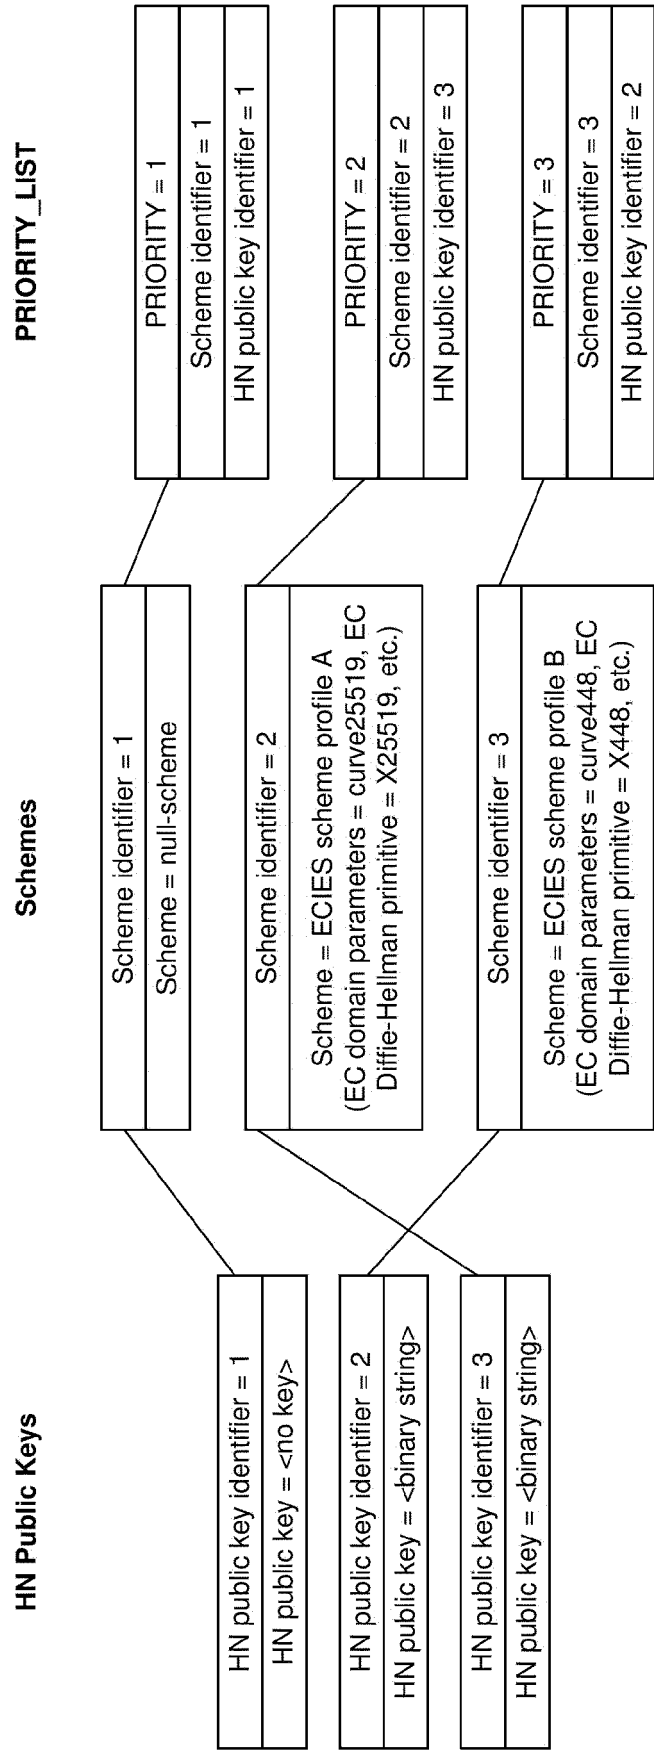 HN Public Keys
HN public key identifier = 1
HN public key = <no key>
HN public key identifier = 2
HN public key = <binary string>
HN public key identifier = 3
HN public key = <binary string>
Schemes
Scheme identifier = 1
Scheme = null-scheme
Scheme identifier = 2
Scheme = ECIES scheme profile A
(EC domain parameters = curve25519, EC
Diffie-Hellman primitive = X25519, etc.)
Scheme identifier = 3
Scheme = ECIES scheme profile B
(EC domain parameters = curve448, EC
Diffie-Hellman primitive = X448, etc.)
PRIORITY_LIST
PRIORITY = 1
Scheme identifier = 1
HN public key identifier = 1
PRIORITY = 2
Scheme identifier = 2
HN public key identifier = 3
PRIORITY = 3
Scheme identifier = 3
HN public key identifier = 2